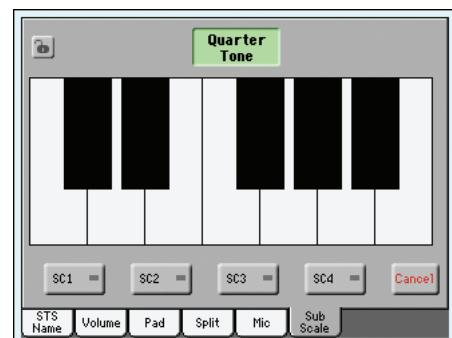 Quarter
Tone
SC1
SC2
SC3
SC4
Cancel
STS
Name
Volume
Pad
Split
Mic
Sub
Scale